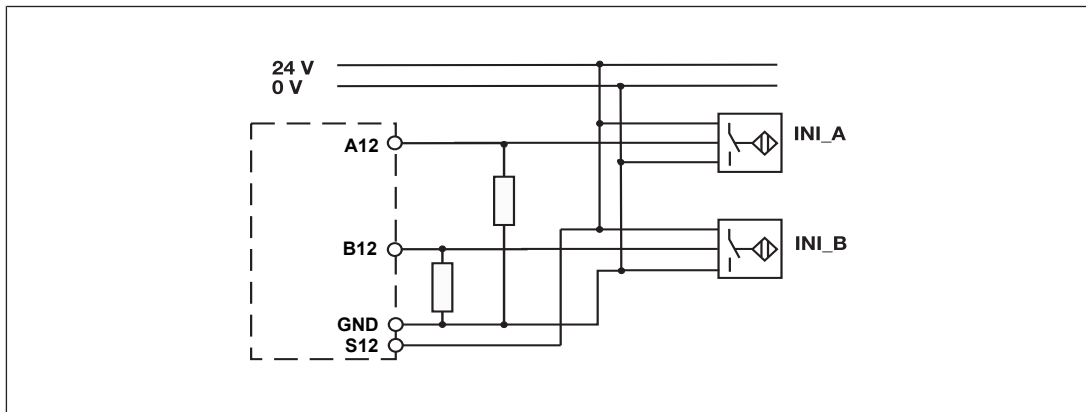 24 V
0 V
A12
INI_A
B12
INI_B
GND
S12